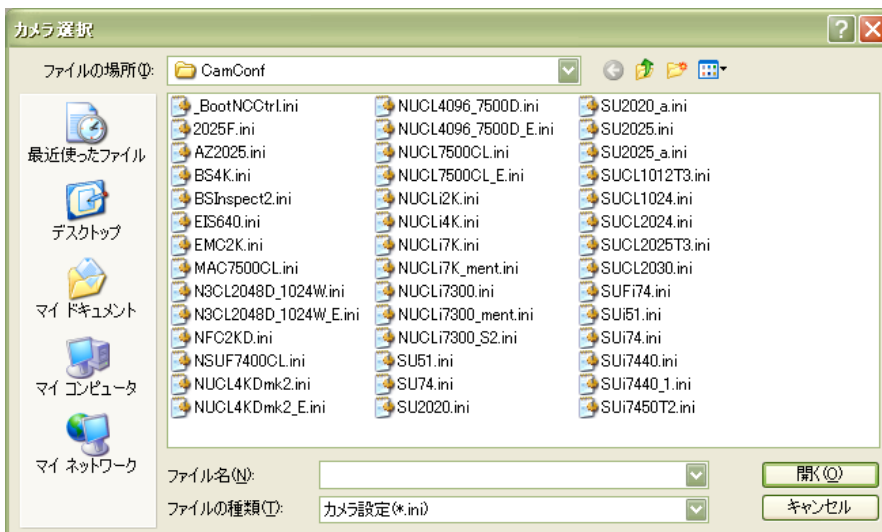 カメラ選択
ファイルの場所(I):
CamConf
最近使ったファイル
デスクトップ
マイ ドキュメント
マイ コンピュータ
マイ ネットワーク
_BootNCCtrl.ini
2025F.ini
AZ2025.ini
BS4K.ini
BSInspect2.ini
EIS640.ini
EMC2K.ini
MAC7500CL.ini
N3CL2048D_1024W.ini
N3CL2048D_1024W_E.ini
NFC2KD.ini
NSUF7400CL.ini
NUCL4KDmk2.ini
NUCL4KDmk2_E.ini
NUCL4096_7500D.ini
NUCL4096_7500D_E.ini
NUCL7500CL.ini
NUCL7500CL_E.ini
NUCLi2K.ini
NUCLi4K.ini
NUCLi7K.ini
NUCLi7K_ment.ini
NUCLi7300.ini
NUCLi7300_ment.ini
NUCLi7300_S2.ini
SU51.ini
SU74.ini
SU2020.ini
SU2020_a.ini
SU2025.ini
SU2025_a.ini
SUCL1012T3.ini
SUCL1024.ini
SUCL2024.ini
SUCL2025T3.ini
SUCL2030.ini
SUFi74.ini
SUi51.ini
SUi74.ini
SUi7440.ini
SUi7440_1.ini
SUi7450T2.ini
ファイル名(N):
開く(O)
ファイルの種類(T):
カメラ設定(*.ini)
キャンセル